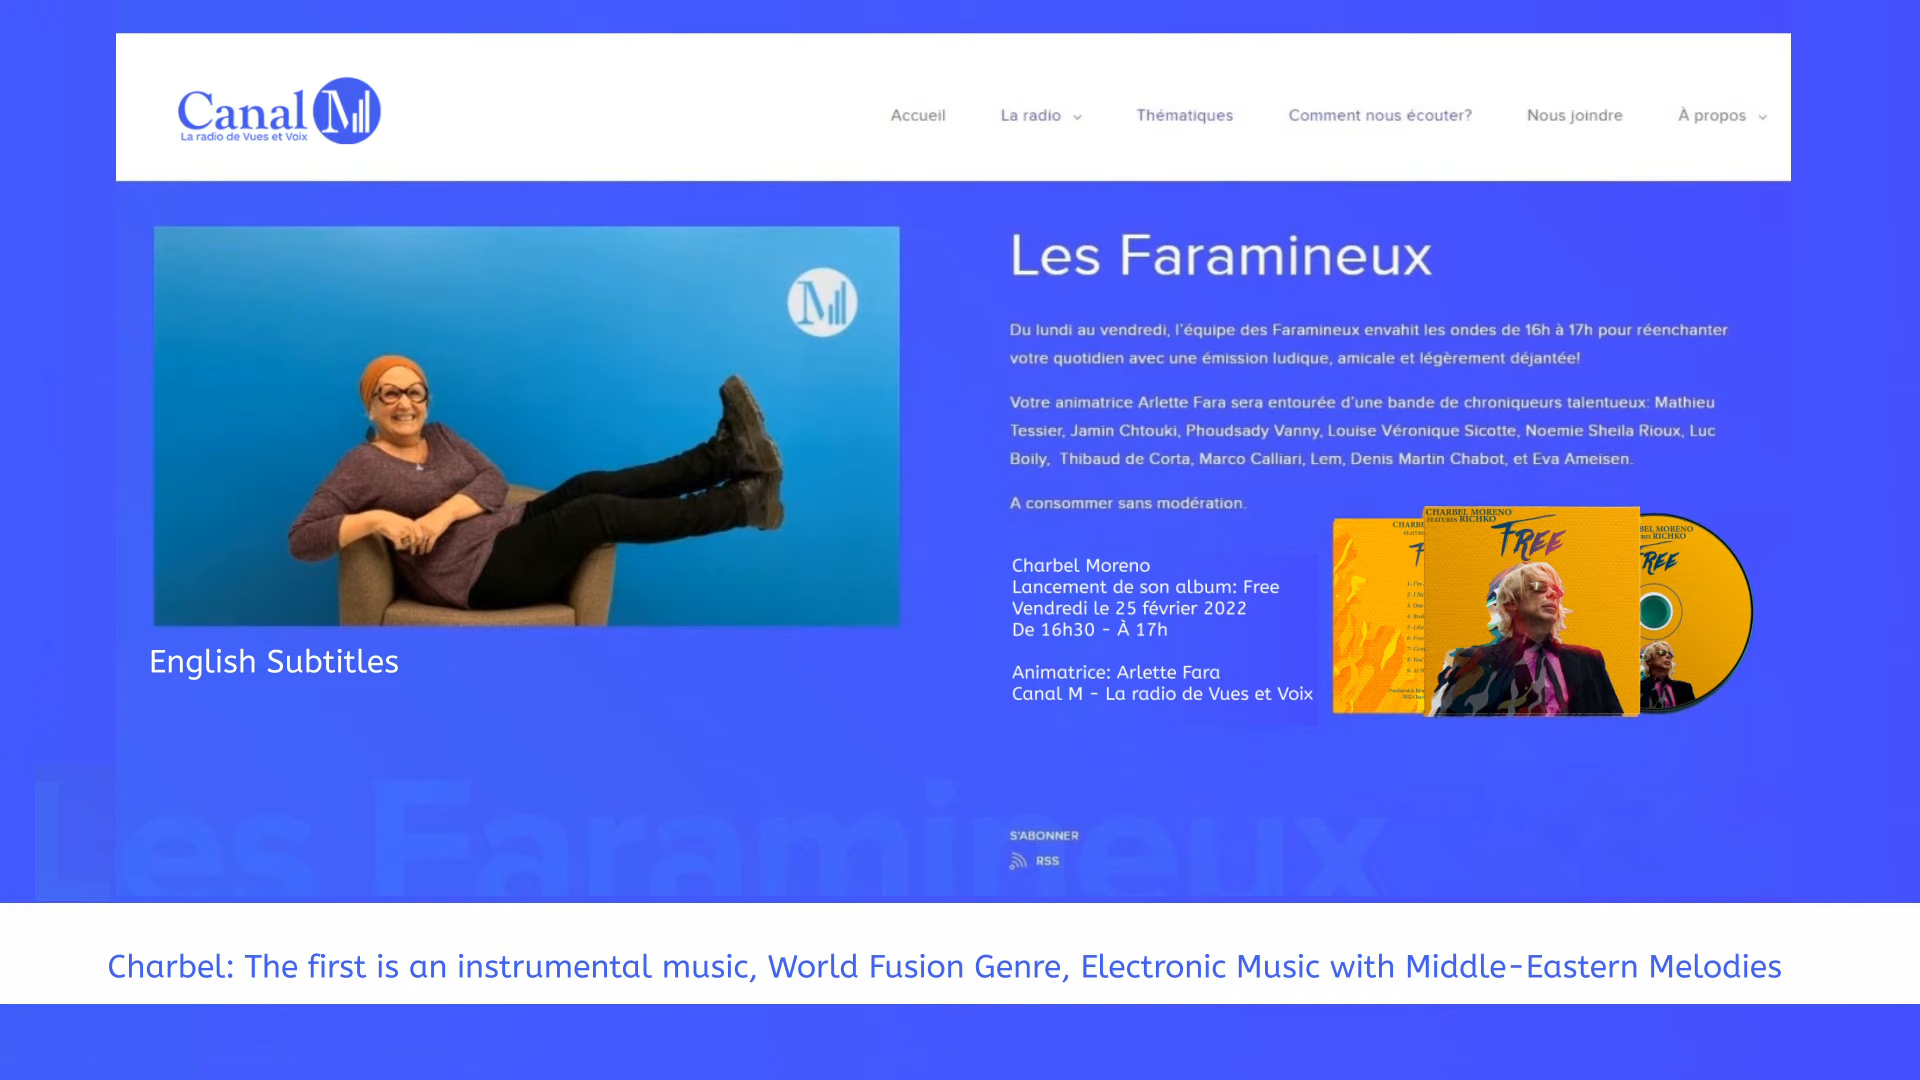 Canal M
La radio de Vues et Voix
Accueil
La radio
Thématiques
Comment nous écouter?
Nous joindre
À propos
M
Les Faramineux
Du lundi au vendredi, l'équipe des Faramineux envahit les ondes de 16h à 17h pour réenchanter
votre quotidien avec une émission ludique, amicale et légèrement déjantée!
Votre animatrice Arlette Fara sera entourée d'une bande de chroniqueurs talentueux: Mathieu
Tessier, Jamin Chtouki, Phoudsady Vanny, Louise Véronique Sicotte, Noemie Sheila Rioux, Luc
Boily, Thibaud de Corta, Marco Calliari, Lem, Denis Martin Chabot, et Eva Ameisen.
A consommer sans modération.
Charbel Moreno
Lancement de son album: Free
Vendredi le 25 février 2022
De 16h30 - À 17h
Animatrice: Arlette Fara
Canal M - La radio de Vues et Voix
CHARBEL MORENO
FEATURES RICHKO
FREE
English Subtitles
Les Faramineux
S'ABONNER
RSS
Charbel: The first is an instrumental music, World Fusion Genre, Electronic Music with Middle-Eastern Melodies